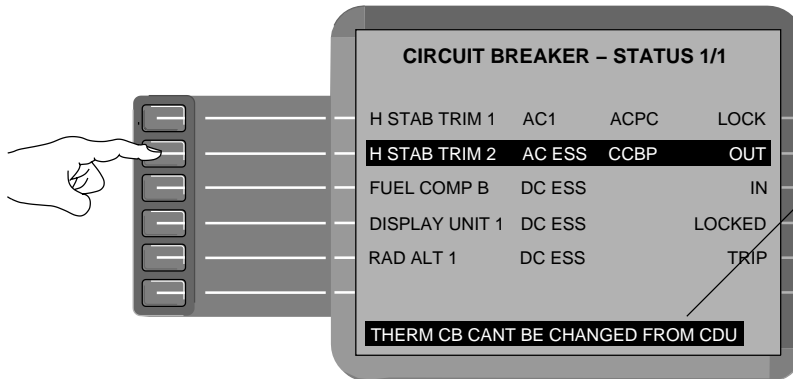 CIRCUIT BREAKER – STATUS 1/1
H STAB TRIM 1 AC1 ACPC LOCK
H STAB TRIM 2 AC ESS CCBP OUT
FUEL COMP B DC ESS IN
DISPLAY UNIT 1 DC ESS LOCKED
RAD ALT 1 DC ESS TRIP
THERM CB CANT BE CHANGED FROM CDU